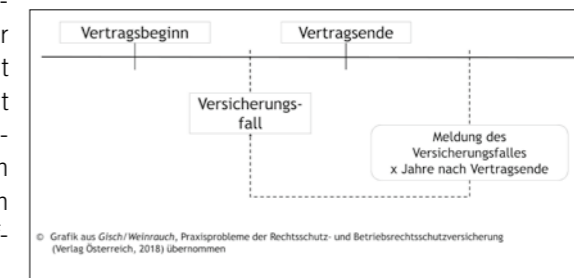 Vertragsbeginn
Vertragsende
Versicherungs-
fall
Meldung des
Versicherungsfalles
x Jahre nach Vertragsende
© Grafik aus Gisch/Weinrauch, Praxisprobleme der Rechtsschutz- und Betriebsrechtsschutzversicherung
(Verlag Österreich, 2018) übernommen